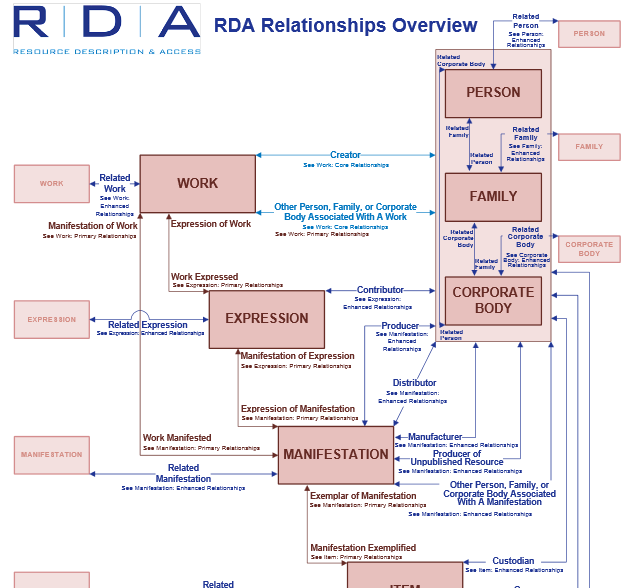 R D A
RESOURCE DESCRIPTION & ACCESS
RDA Relationships Overview
Related
Person
See Person:
Enhanced
Relationships
PERSON
Related
Corporate Body
PERSON
Related
Family
Related
Person
Related
Family
See Family:
Enhanced
Relationships
FAMILY
FAMILY
Related
Corporate
Body
Related
Family
Related
Corporate
Body
See Corporate
Body: Enhanced
Relationships
CORPORATE
BODY
CORPORATE
BODY
Related
Person
WORK
Related
Work
See Work:
Enhanced
Relationships
WORK
Creator
See Work: Core Relationships
Other Person, Family, or Corporate
Body Associated With A Work
See Work: Core Relationships
See Work: Primary Relationships
Manifestation of Work
See Work: Primary Relationships
Expression of Work
Work Expressed
See Expression: Primary Relationships
EXPRESSION
Related Expression
See Expression: Enhanced Relationships
EXPRESSION
Contributor
See Expression:
Enhanced Relationships
Producer
See Manifestation:
Enhanced
Relationships
Manifestation of Expression
See Expression: Primary Relationships
Distributor
See Manifestation:
Enhanced Relationships
Expression of Manifestation
See Manifestation: Primary Relationships
Work Manifested
See Manifestation: Primary Relationships
MANIFESTATION
Related
Manifestation
See Manifestation: Enhanced Relationships
MANIFESTATION
Manufacturer
See Manifestation: Enhanced Relationships
Producer of
Unpublished Resource
See Manifestation: Enhanced Relationships
Other Person, Family, or
Corporate Body Associated
With A Manifestation
See Manifestation: Enhanced Relationships
Exemplar of Manifestation
See Manifestation: Primary Relationships
Manifestation Exemplified
See Item: Primary Relationships
Custodian
See Item: Enhanced Relationships
Related
ITEM